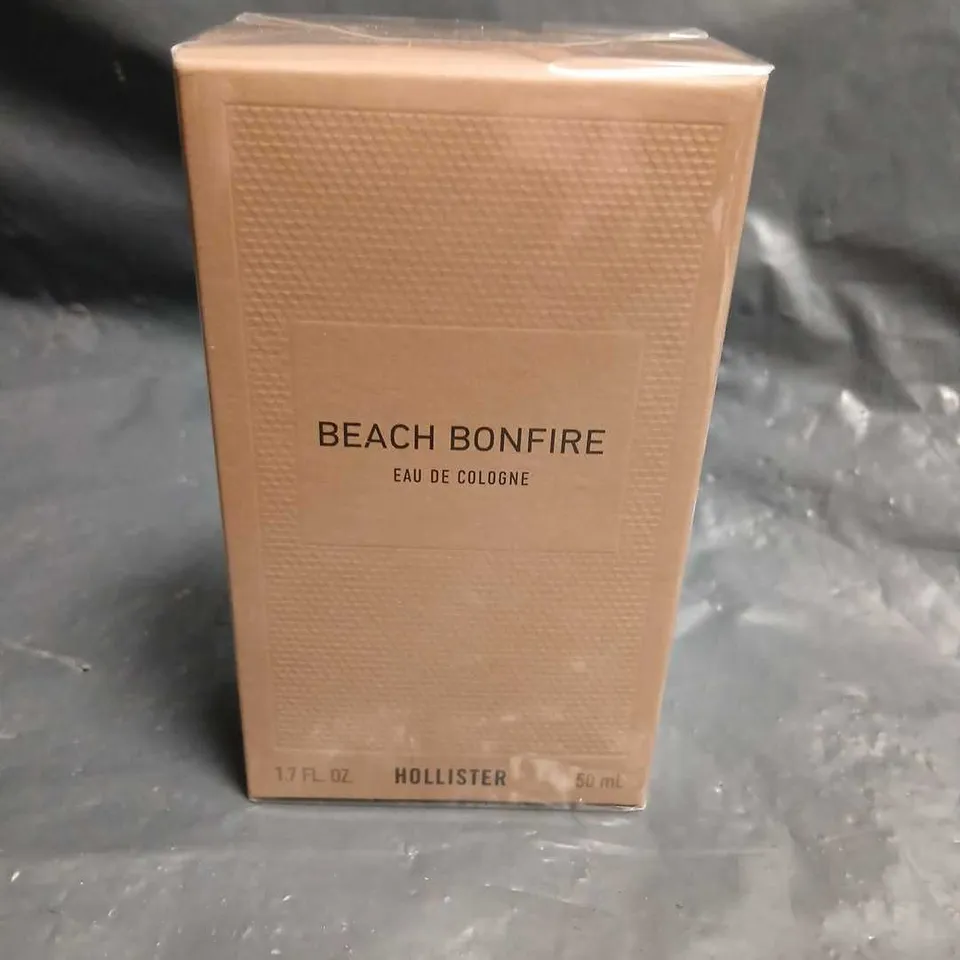 BEACH BONFIRE
EAU DE COLOGNE
1.7 FL. OZ. HOLLISTER 50 mL